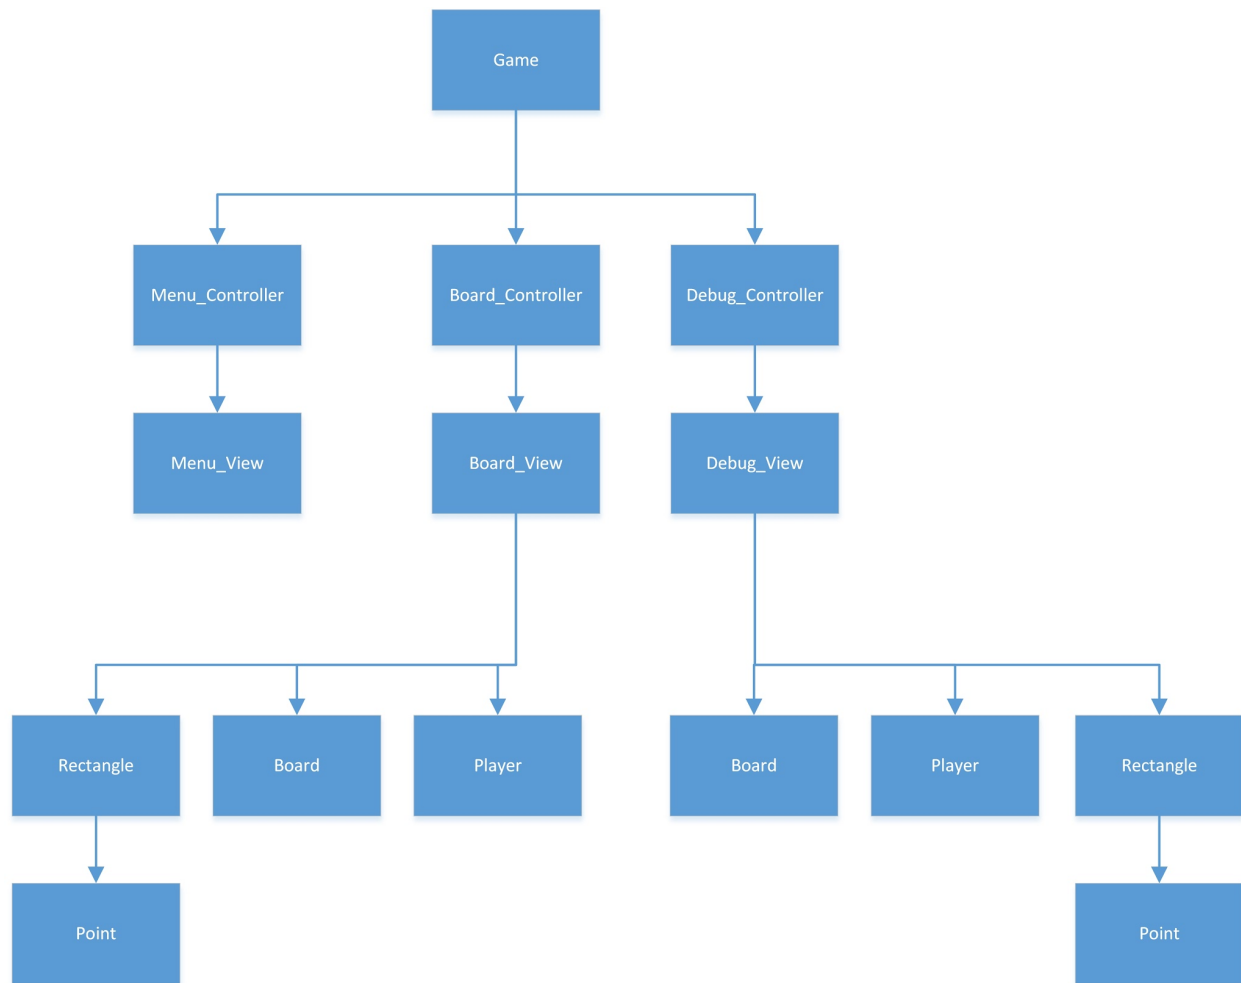 Game
Menu_Controller
Board_Controller
Debug_Controller
Menu_View
Board_View
Debug_View
Rectangle
Board
Player
Board
Player
Rectangle
Point
Point